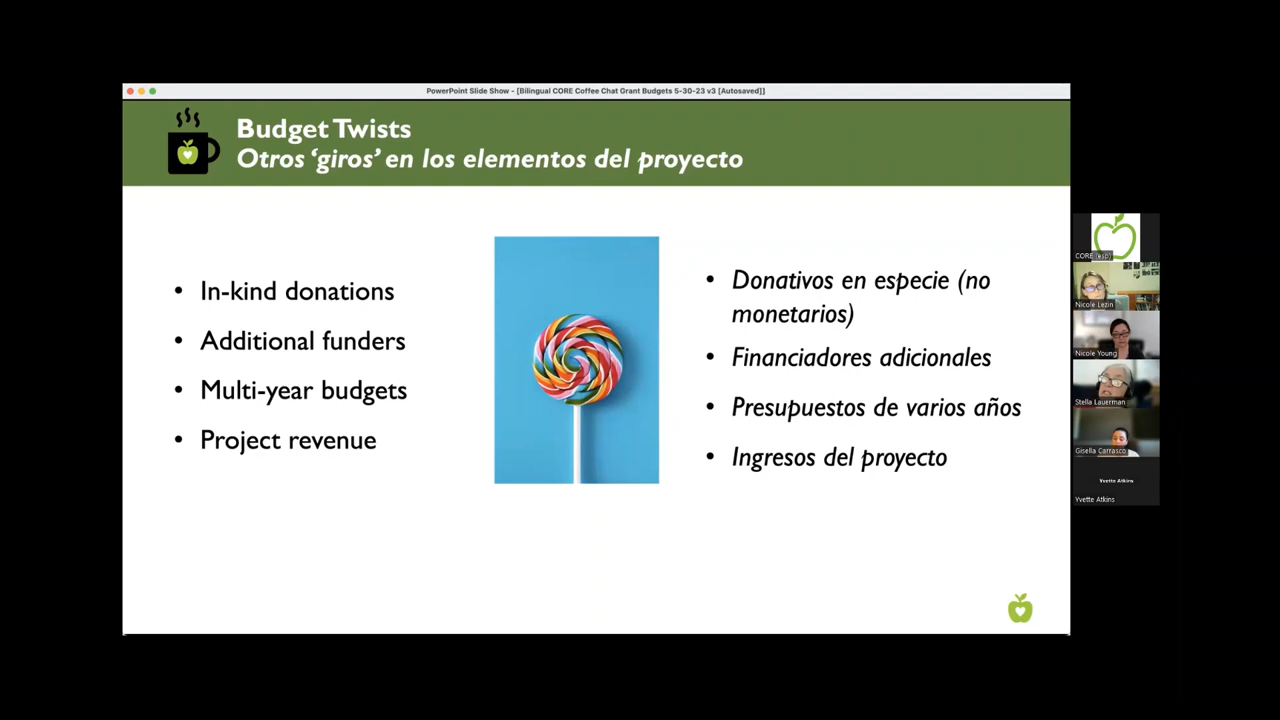 PowerPoint Slide Show - [Bilingual CORE Coffee Chat Grant Budgets 5-30-23 v3 [Autosaved]]
Budget Twists
Otros ‘giros’ en los elementos del proyecto
• In-kind donations
• Additional funders
• Multi-year budgets
• Project revenue
• Donativos en especie (no
monetarios)
• Financiadores adicionales
• Presupuestos de varios años
• Ingresos del proyecto
CORE (esp)
Nicole Lezin
Nicole Young
Stella Lauerman
Gisella Carrasco
Yvette Atkins
Yvette Atkins